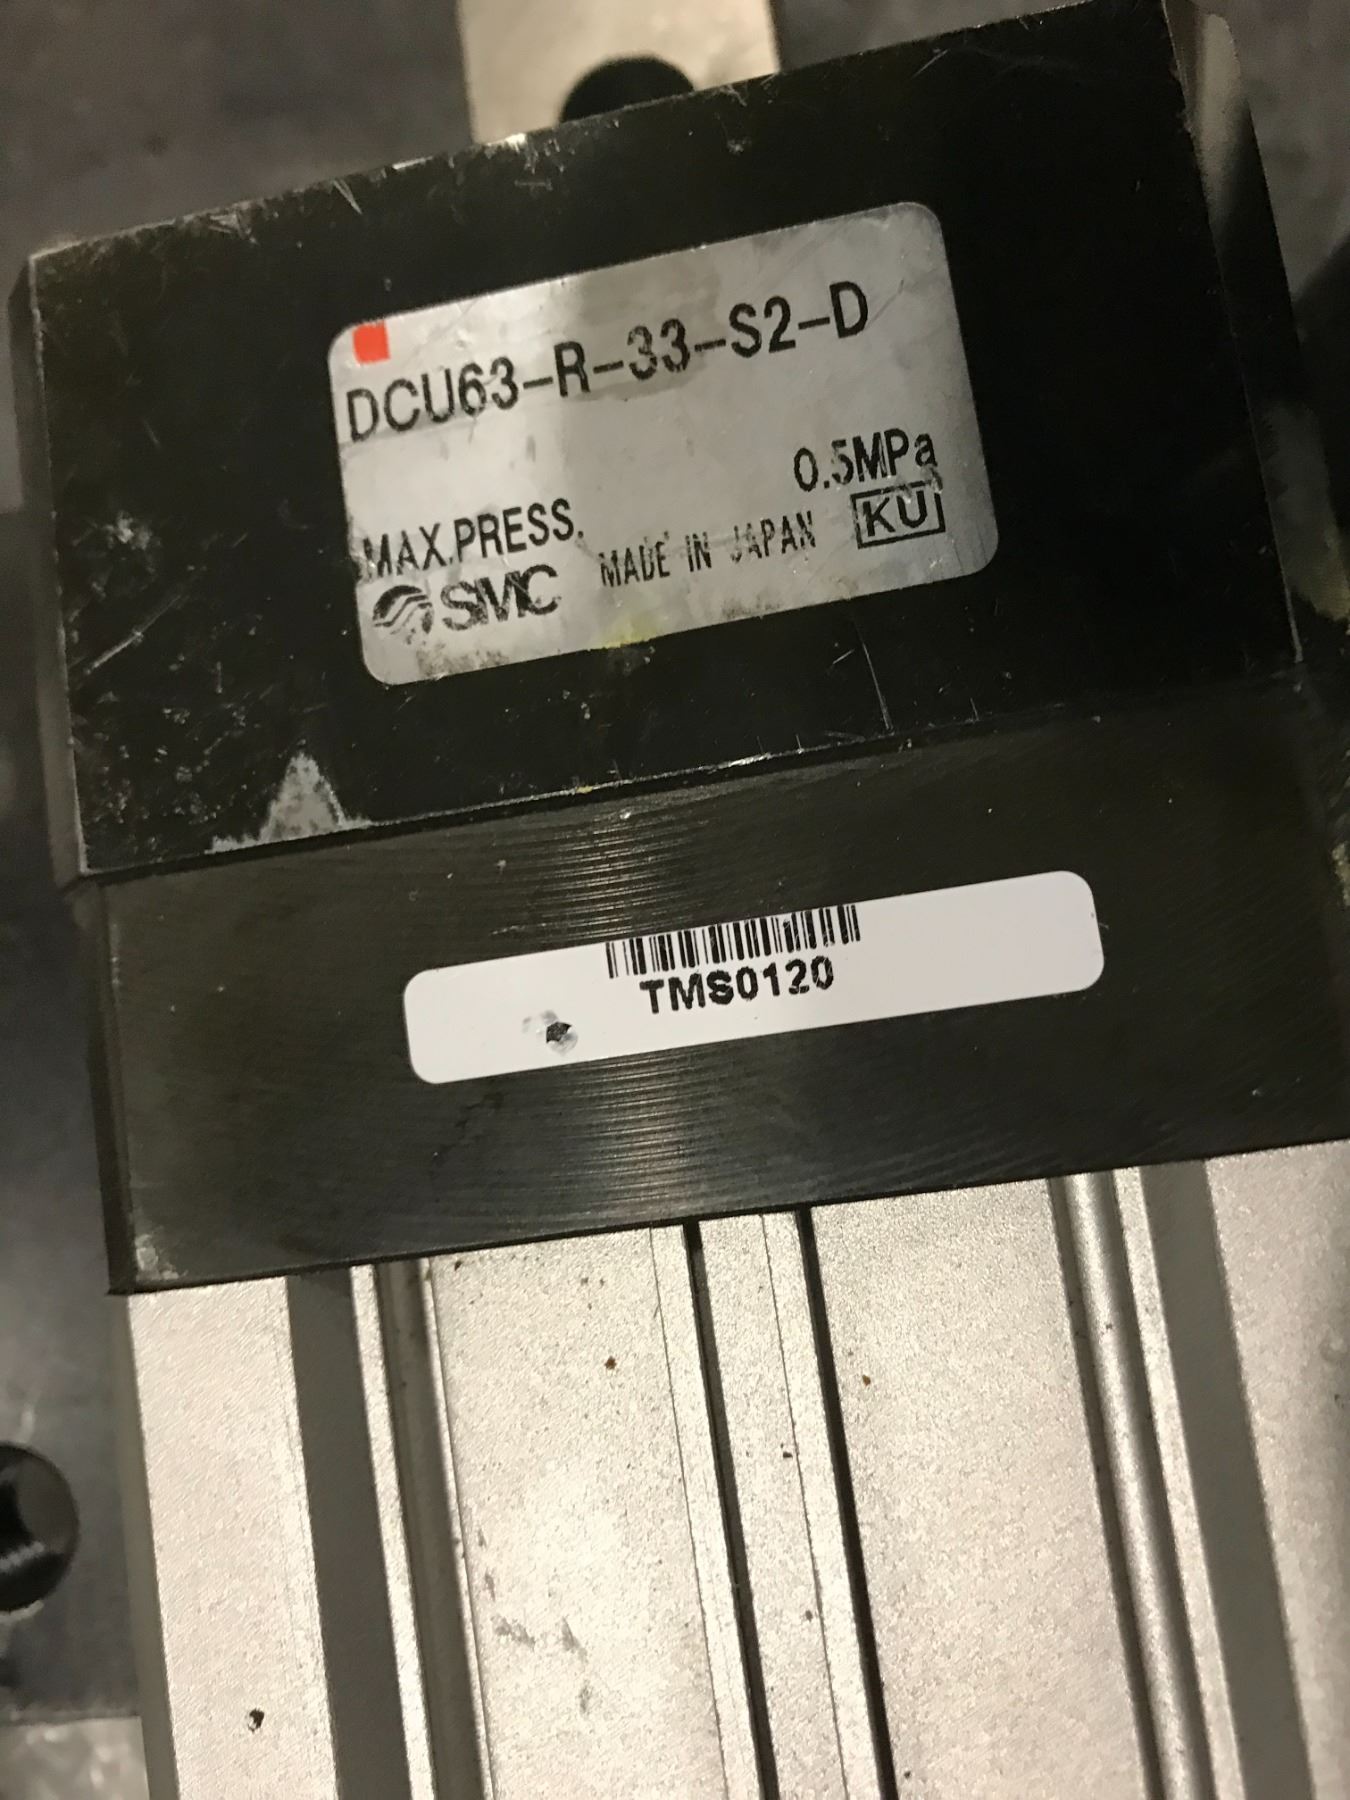 DCU63-R-33-S2-D
0.5MPa
MAX.PRESS.
SMC MADE IN JAPAN KU
TMS0120